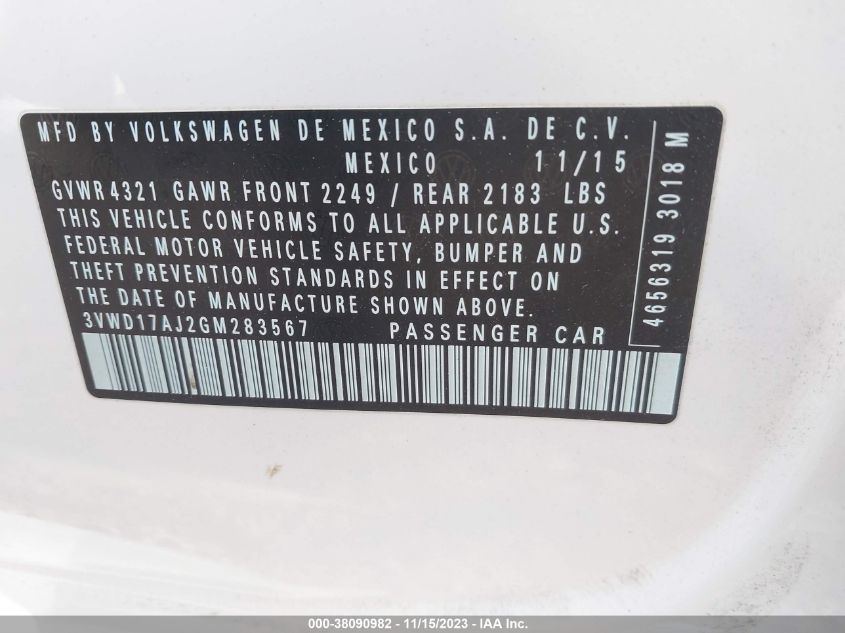 MFD BY VOLKSWAGEN DE MEXICO S.A. DE C.V.
MEXICO 11/15
GVWR 4321 GAWR FRONT 2249 / REAR 2183 LBS
THIS VEHICLE CONFORMS TO ALL APPLICABLE U.S.
FEDERAL MOTOR VEHICLE SAFETY, BUMPER AND
THEFT PREVENTION STANDARDS IN EFFECT ON
THE DATE OF MANUFACTURE SHOWN ABOVE.
3VWD17AJ2GM283567 PASSENGER CAR
4656319 3018 M
000-38090982 - 11/15/2023 - IAA Inc.